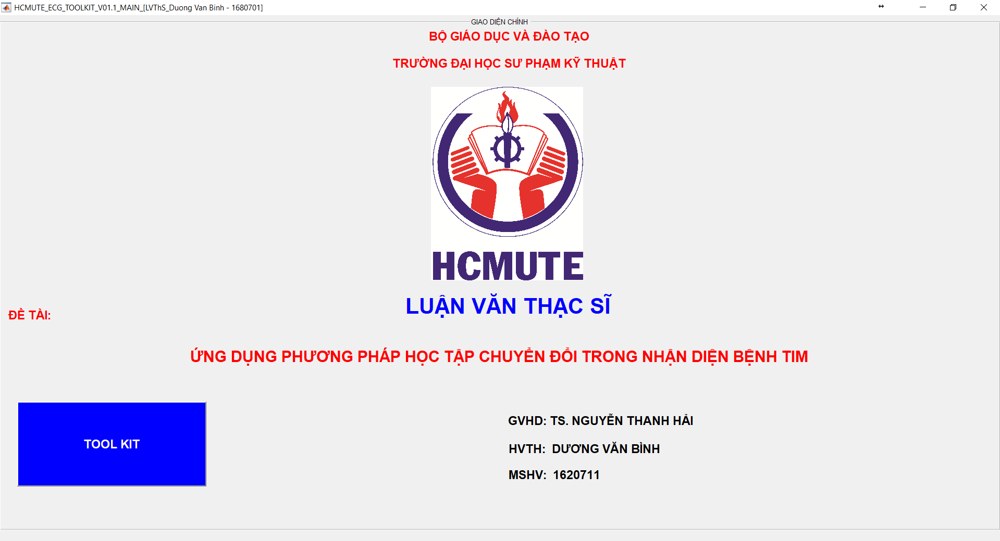 HCMUTE_ECG_TOOLKIT_V01.1_MAIN_[LVThS_Duong Van Binh - 1680701]
GIAO DIỆN CHÍNH
BỘ GIÁO DỤC VÀ ĐÀO TẠO
TRƯỜNG ĐẠI HỌC SƯ PHẠM KỸ THUẬT
HCMUTE
LUẬN VĂN THẠC SĨ
ĐỀ TÀI:
ỨNG DỤNG PHƯƠNG PHÁP HỌC TẬP CHUYỂN ĐỔI TRONG NHẬN DIỆN BỆNH TIM
TOOL KIT
GVHD: TS. NGUYỄN THANH HẢI
HVTH: DƯƠNG VĂN BÌNH
MSHV: 1620711